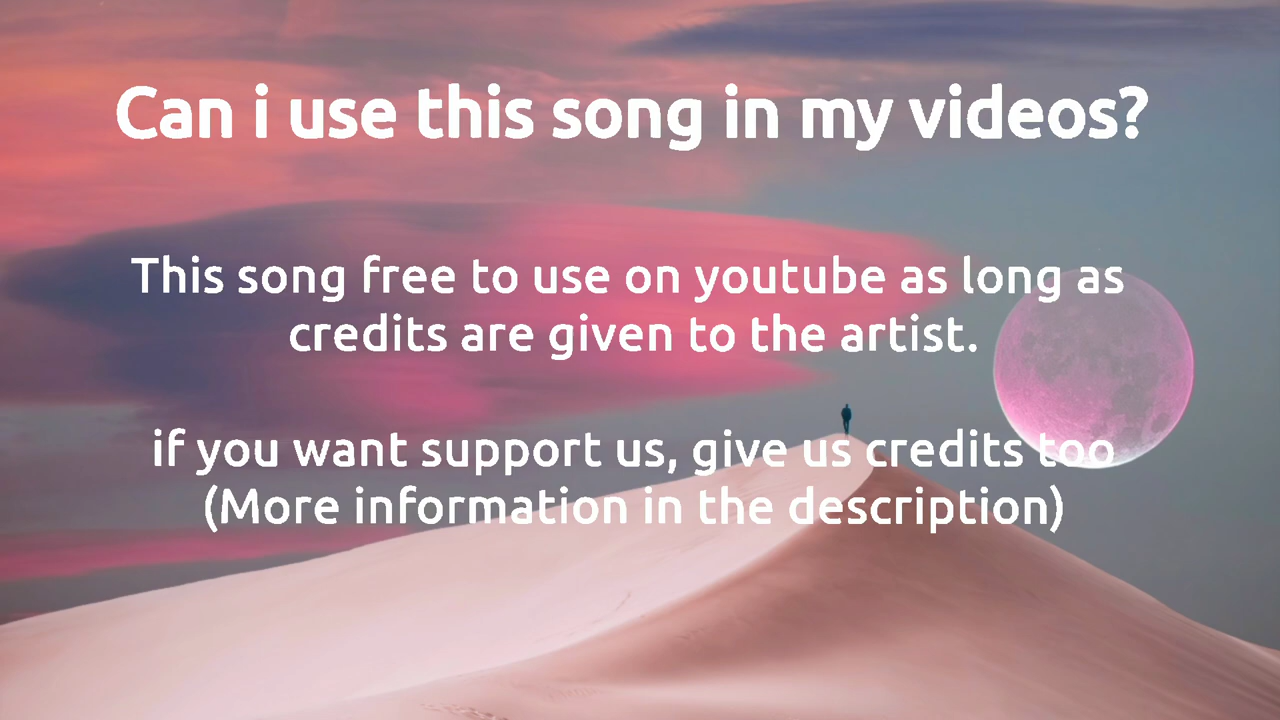 Can i use this song in my videos?
This song free to use on youtube as long as
credits are given to the artist.
if you want support us, give us credits too
(More information in the description)